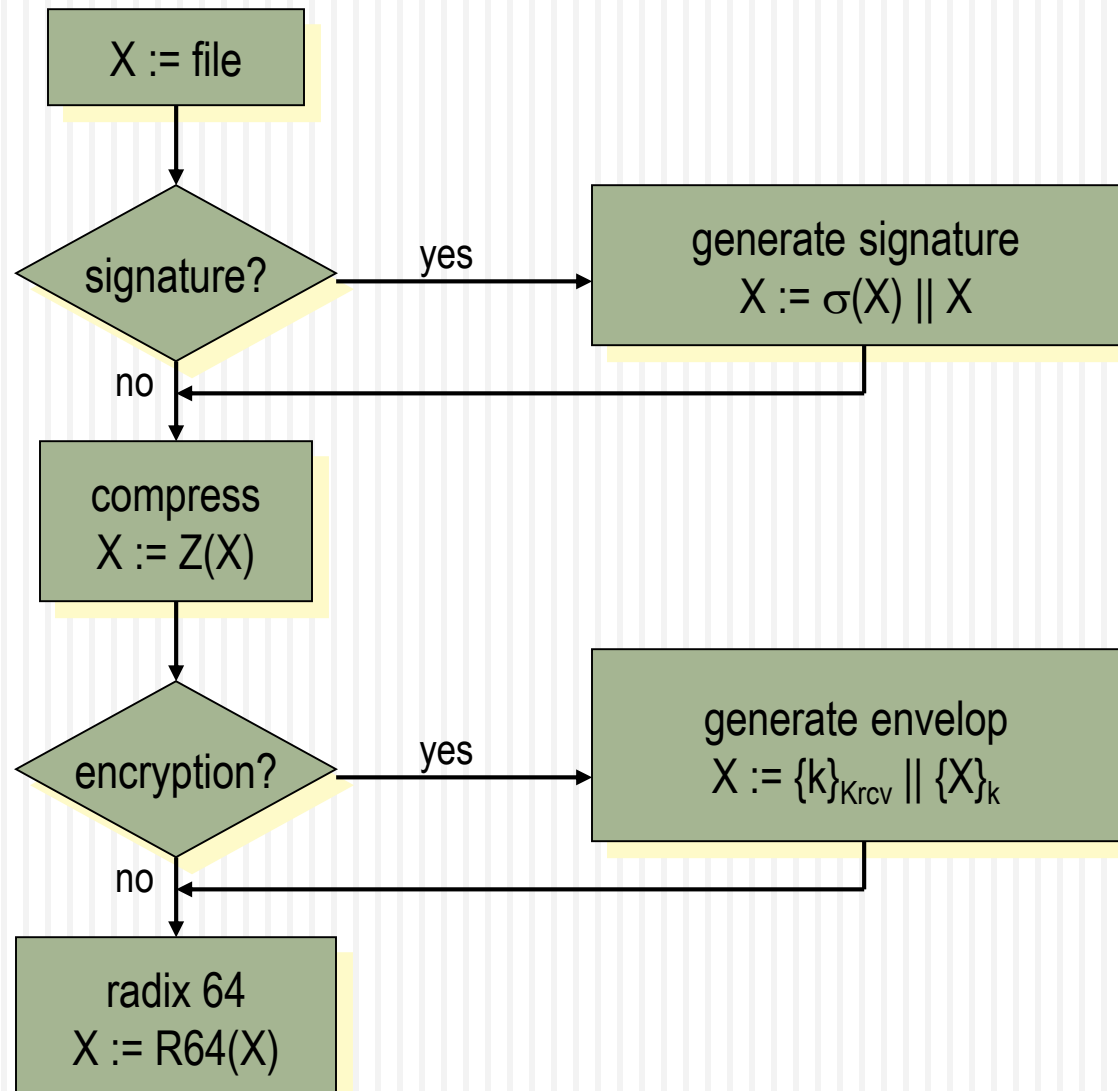 X := file
signature?
yes
generate signature
X := σ(X) || X
no
compress
X := Z(X)
encryption?
yes
generate envelop
X := {k}Krcv || {X}k
no
radix 64
X := R64(X)